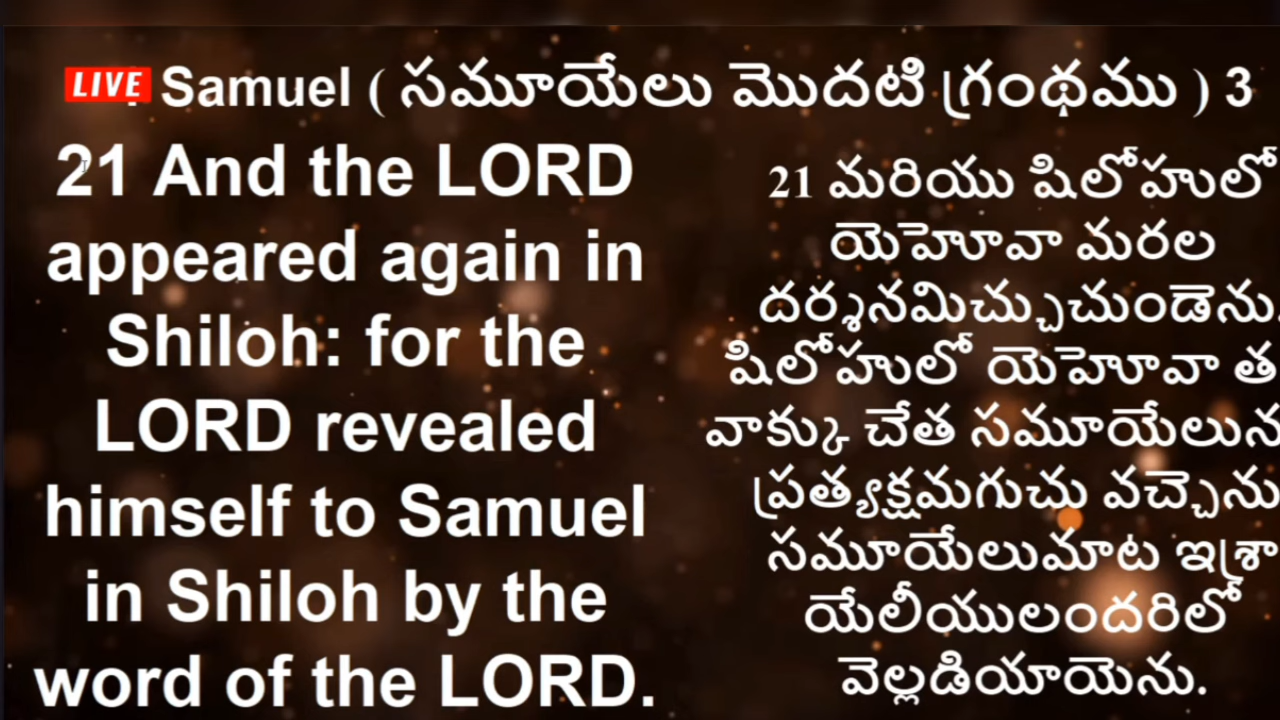 LIVE Samuel ( సమూయేలు మొదటి గ్రంథము ) 3
21 And the LORD
appeared again in
Shiloh: for the
LORD revealed
himself to Samuel
in Shiloh by the
word of the LORD.
21 మరియు షిలోహులో
యెహెూవా మరల
దర్శనమిచ్చుచుండెను.
షిలోహులో యెహెూవా త
వాక్కు చేత సమూయేలున
ప్రత్యక్షమగుచు వచ్చెను
సమూయేలుమాట ఇశ్రా
యేలీయులందరిలో
వెల్లడియాయెను.